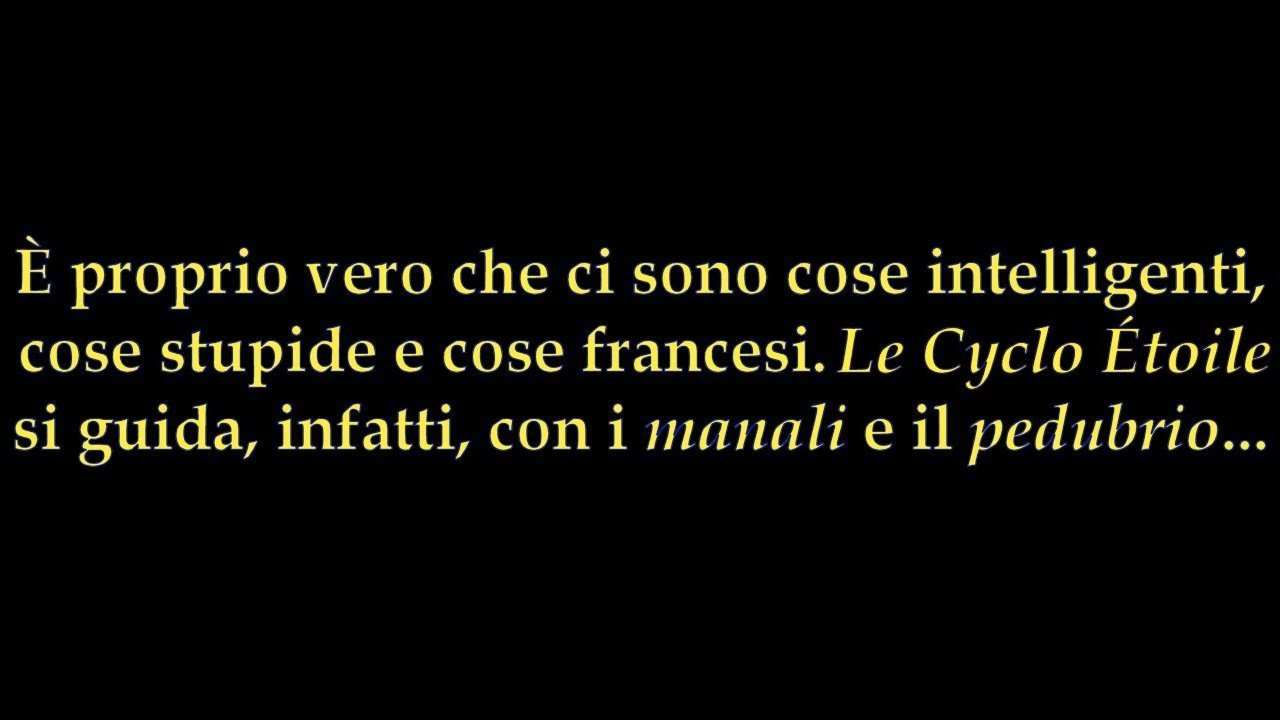 È proprio vero che ci sono cose intelligenti,
cose stupide e cose francesi. Le Cyclo Étoile
si guida, infatti, con i manali e il pedubrio...